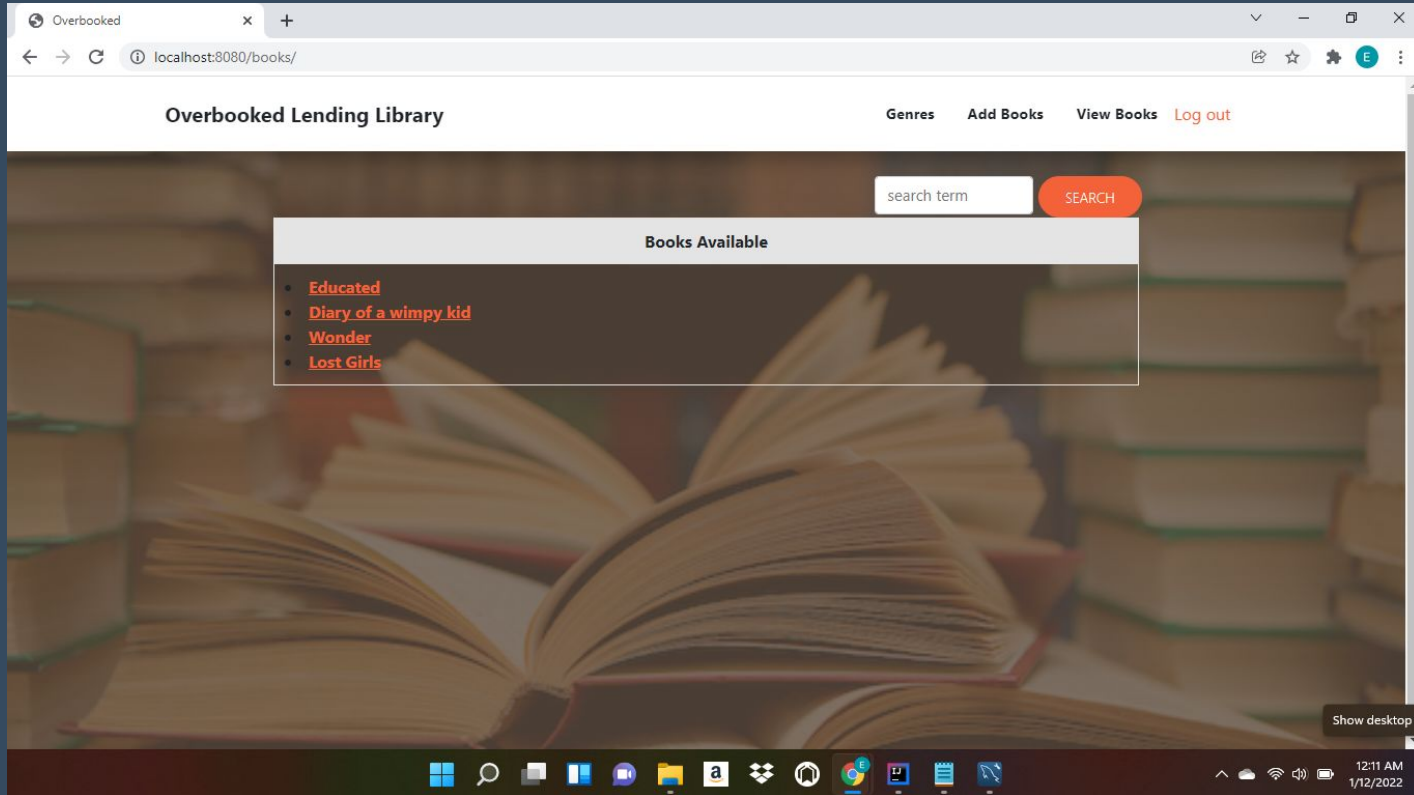 Overbooked
localhost:8080/books/
E
Overbooked Lending Library
Genres Add Books View Books Log out
search term SEARCH
Books Available
Educated
Diary of a wimpy kid
Wonder
Lost Girls
Show desktop
a E IJ
12:11 AM
1/12/2022